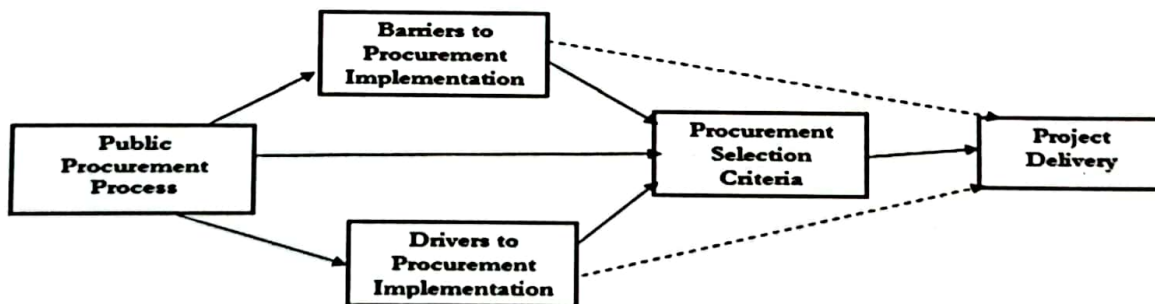 Barriers to
Procurement
Implementation
Public
Procurement
Process
Procurement
Selection
Criteria
Project
Delivery
Drivers to
Procurement
Implementation